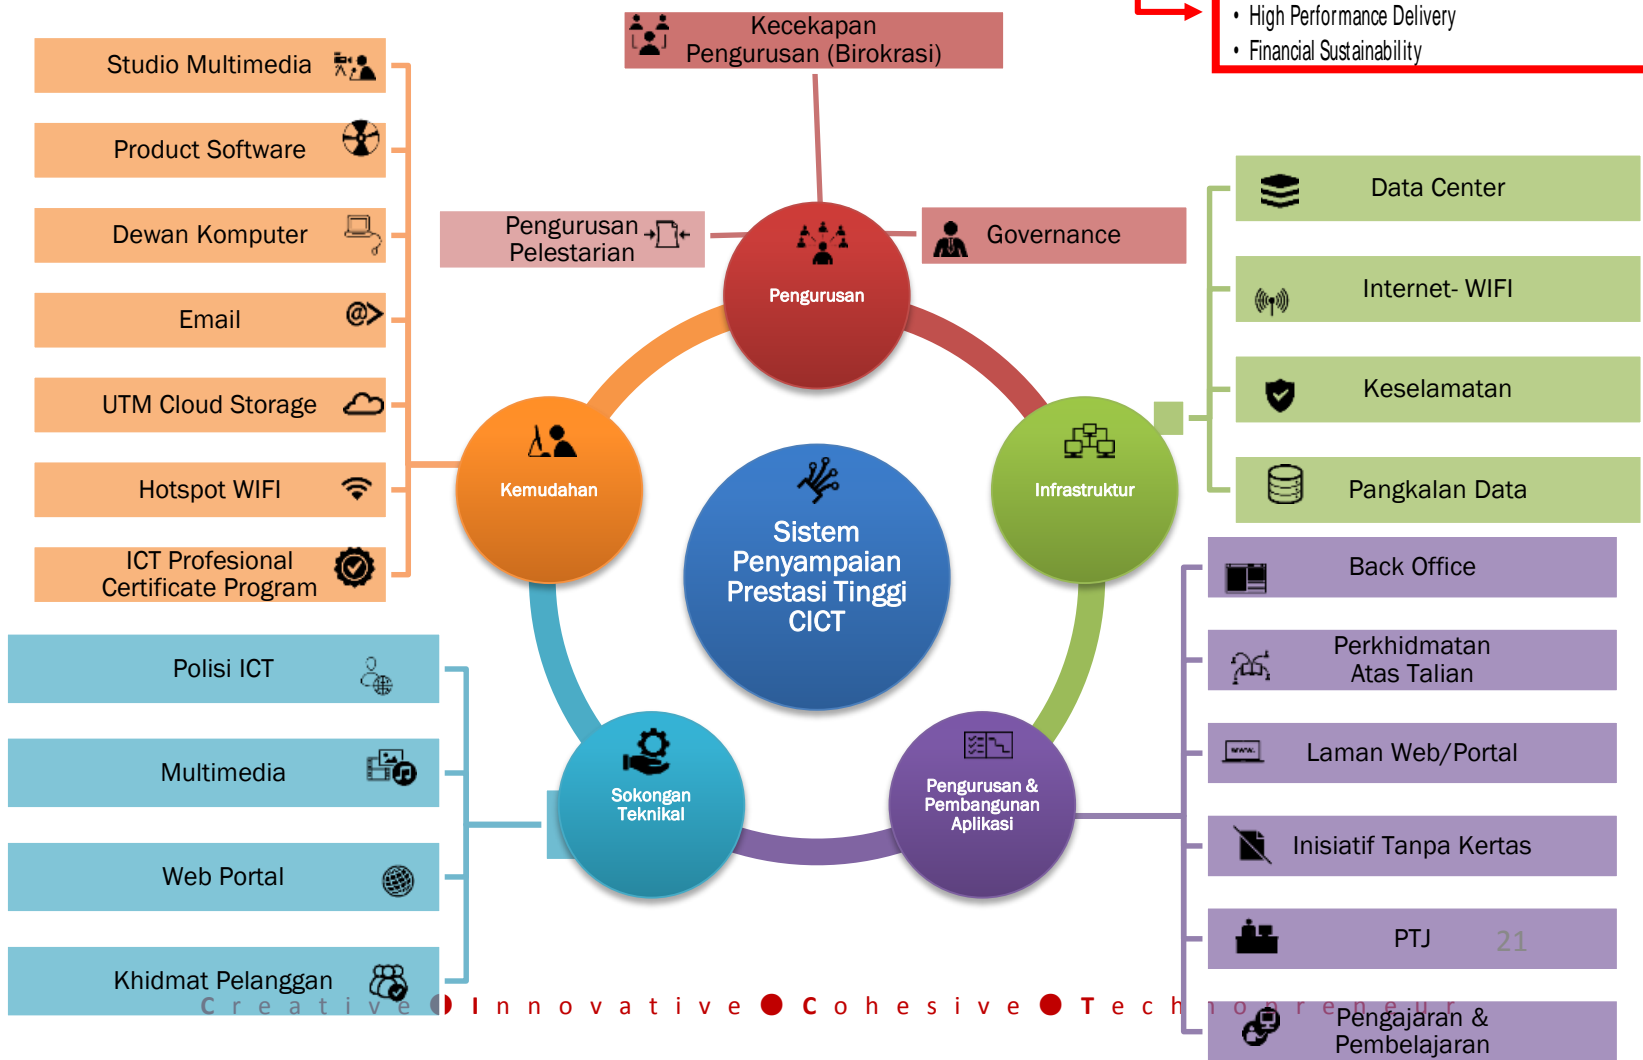 • High Performance Delivery
• Financial Sustainability
Kecekapan
Pengurusan (Birokrasi)
Pengurusan
Pelestarian
Governance
Pengurusan
Studio Multimedia
Product Software
Dewan Komputer
Email
@>
UTM Cloud Storage
Hotspot WIFI
ICT Profesional
Certificate Program
Kemudahan
Data Center
Internet- WIFI
Keselamatan
Pangkalan Data
Infrastruktur
Sistem
Penyampaian
Prestasi Tinggi
CICT
Polisi ICT
Multimedia
Web Portal
Khidmat Pelanggan
Sokongan
Teknikal
Pengurusan &
Pembangunan
Aplikasi
Back Office
Perkhidmatan
Atas Talian
www.
Laman Web/Portal
Inisiatif Tanpa Kertas
PTJ
21
Pengajaran &
Pembelajaran
Creative ● Innovative ● Cohesive ● Technopreneur